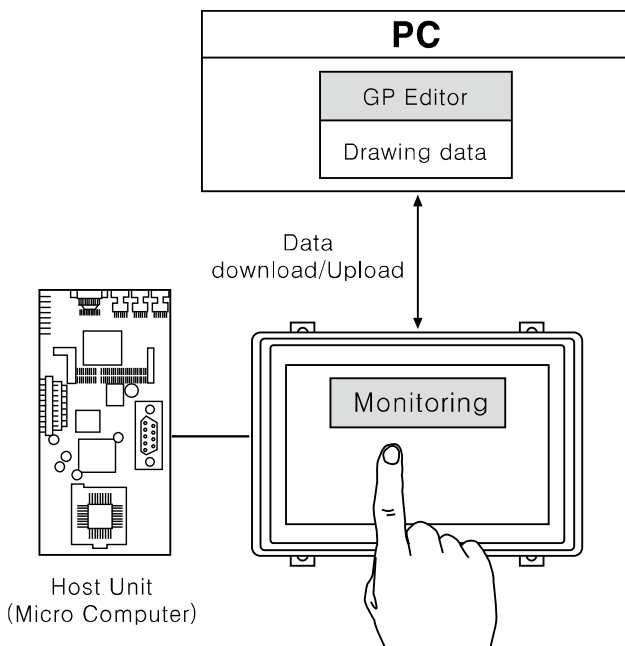 PC
GP Editor
Drawing data
Data
download/Upload
Monitoring
Host Unit
(Micro Computer)